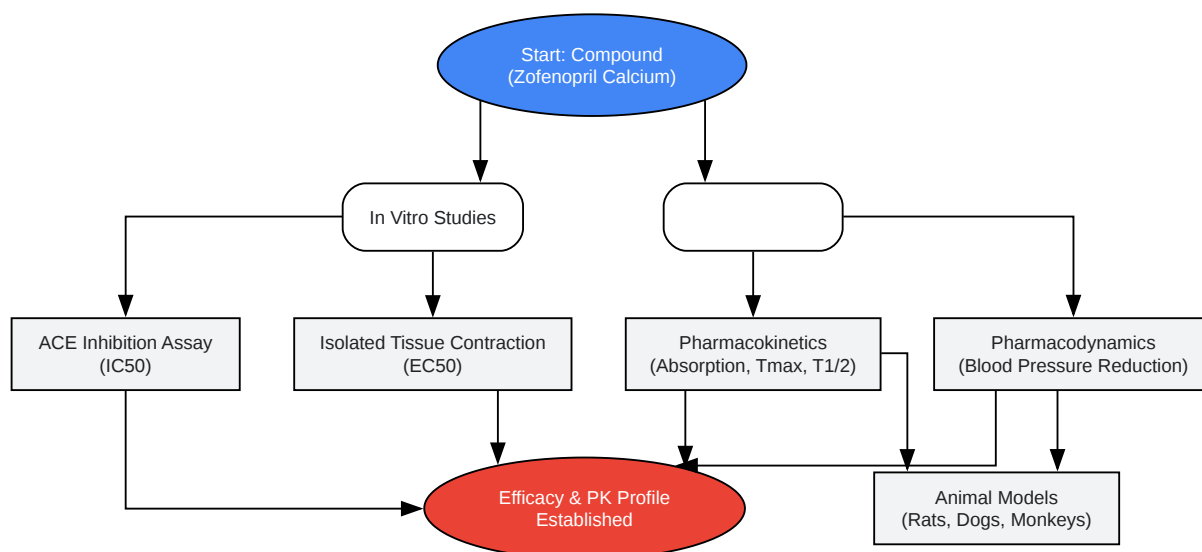 Start: Compound
(Zofenopril Calcium)
In Vitro Studies
ACE Inhibition Assay
(IC50)
Isolated Tissue Contraction
(EC50)
Pharmacokinetics
(Absorption, Tmax, T1/2)
Pharmacodynamics
(Blood Pressure Reduction)
Efficacy & PK Profile
Established
Animal Models
(Rats, Dogs, Monkeys)